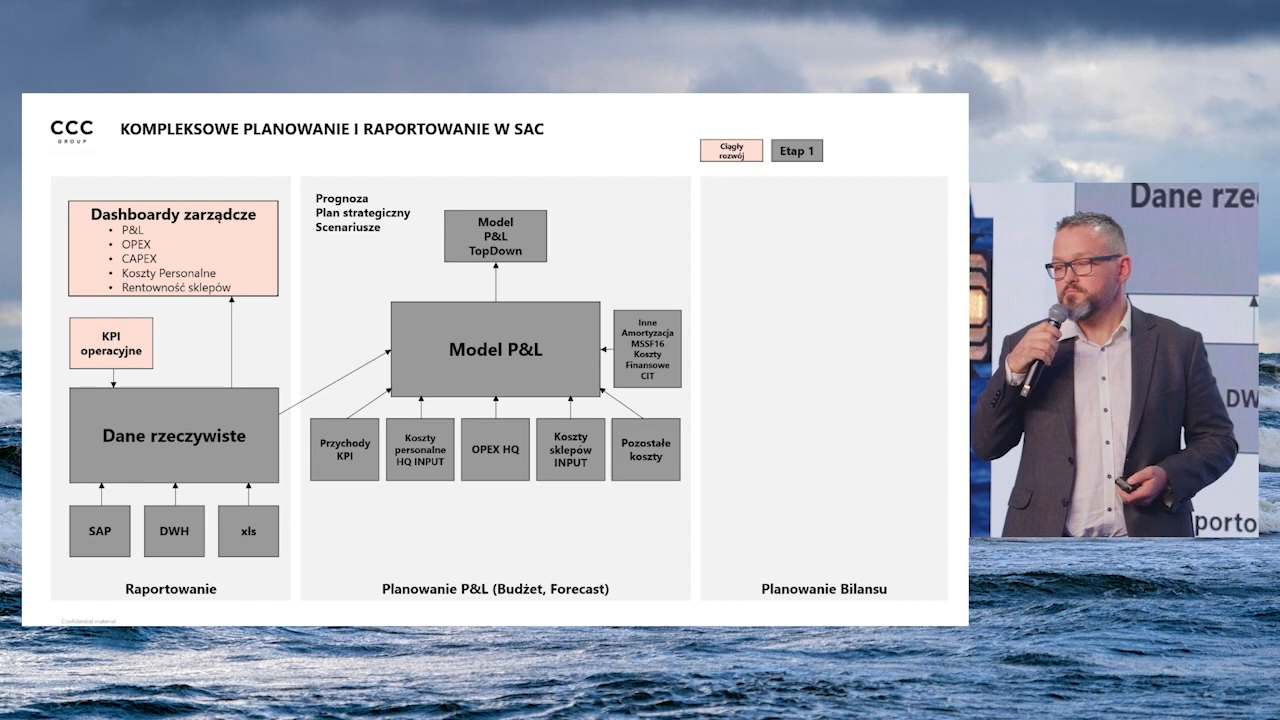 CCC
GROUP
KOMPLEKSOWE PLANOWANIE I RAPORTOWANIE W SAC
Ciągły
rozwój
Etap 1
Dashboardy zarządcze
• P&L
• OPEX
• CAPEX
• Koszty Personalne
• Rentowność sklepów
KPI
operacyjne
Dane rzeczywiste
SAP
DWH
xls
Raportowanie
Prognoza
Plan strategiczny
Scenariusze
Model
P&L
TopDown
Model P&L
Inne
Amortyzacja
MSSF16
Koszty
Finansowe
CIT
Przychody
KPI
Koszty
personalne
HQ INPUT
OPEX HQ
Koszty
sklepów
INPUT
Pozostałe
koszty
Planowanie P&L (Budżet, Forecast)
Planowanie Bilansu
Confidential material
Dane rze
DW
porto